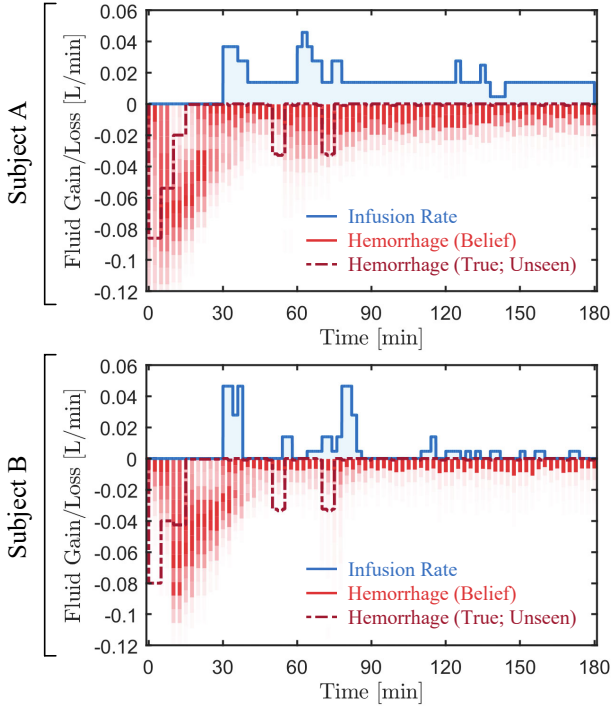 Subject A
Fluid Gain/Loss [L/min]
0.06
0.04
0.02
0
-0.02
-0.04
-0.06
-0.08
-0.1
-0.12
Infusion Rate
Hemorrhage (Belief)
Hemorrhage (True; Unseen)
0 30 60 90 120 150 180
Time [min]
Subject B
Fluid Gain/Loss [L/min]
0.06
0.04
0.02
0
-0.02
-0.04
-0.06
-0.08
-0.1
-0.12
Infusion Rate
Hemorrhage (Belief)
Hemorrhage (True; Unseen)
0 30 60 90 120 150 180
Time [min]